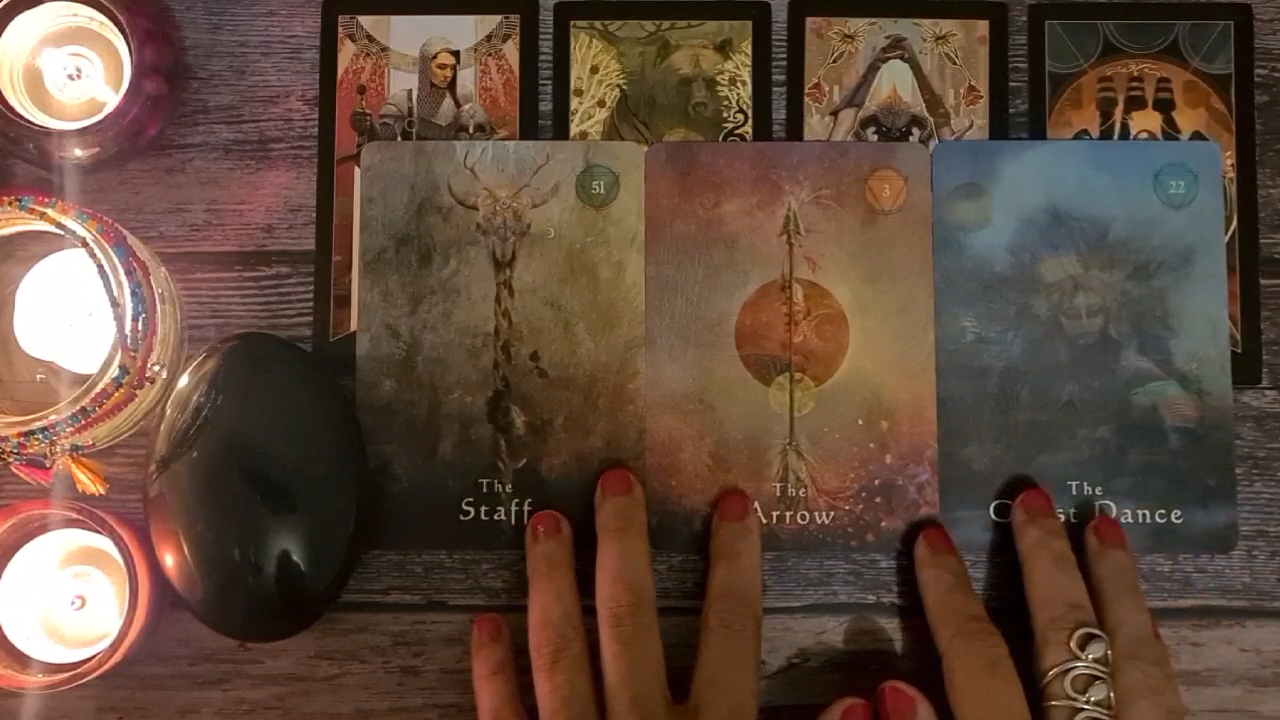 51
3
22
The
Staff
The
Arrow
The
Dance